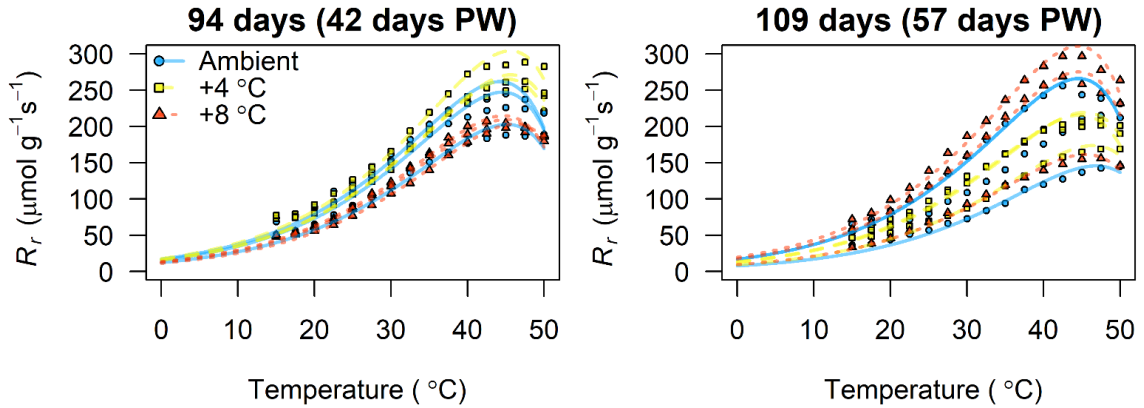 94 days (42 days PW)
300
250
200
150
100
50
0
Rr (μmol g−1s−1)
Ambient
+4 °C
+8 °C
0 10 20 30 40 50
Temperature ( °C)
109 days (57 days PW)
300
250
200
150
100
50
0
Rr (μmol g−1s−1)
0 10 20 30 40 50
Temperature ( °C)